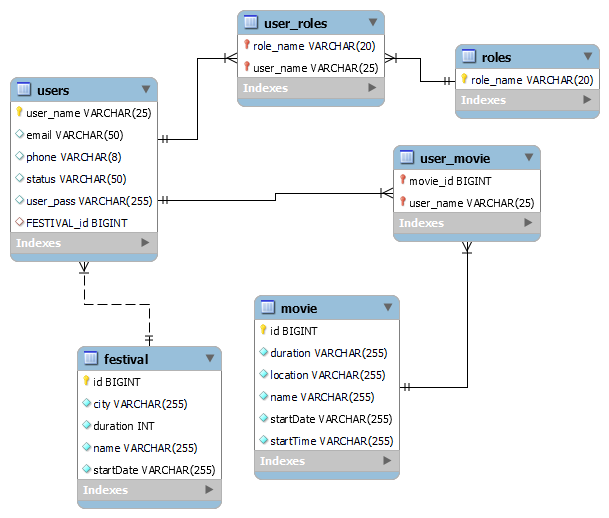 user_roles
role_name VARCHAR(20)
user_name VARCHAR(25)
Indexes
roles
role_name VARCHAR(20)
Indexes
users
user_name VARCHAR(25)
email VARCHAR(50)
phone VARCHAR(8)
status VARCHAR(50)
user_pass VARCHAR(255)
FESTIVAL_id BIGINT
Indexes
user_movie
movie_id BIGINT
user_name VARCHAR(25)
Indexes
movie
id BIGINT
duration VARCHAR(255)
location VARCHAR(255)
name VARCHAR(255)
startDate VARCHAR(255)
startTime VARCHAR(255)
Indexes
festival
id BIGINT
city VARCHAR(255)
duration INT
name VARCHAR(255)
startDate VARCHAR(255)
Indexes